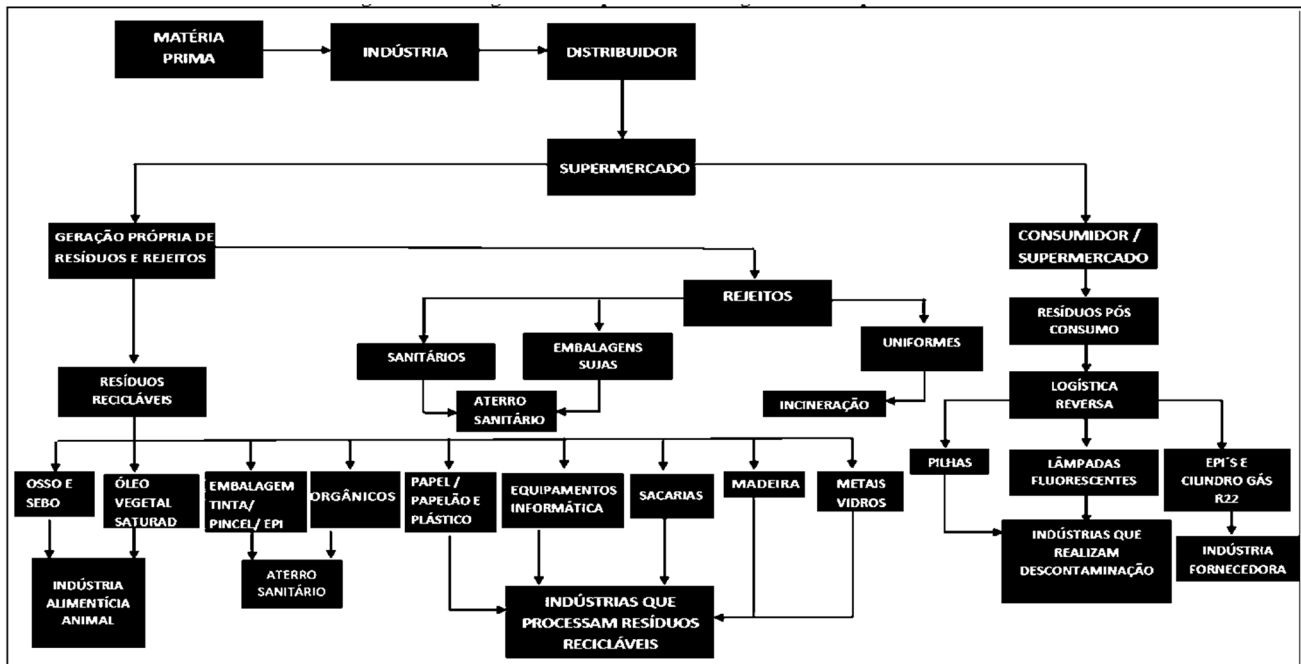 MATÉRIA
PRIMA
INDÚSTRIA
DISTRIBUIDOR
SUPERMERCADO
GERAÇÃO PRÓPRIA DE
RESÍDUOS E REJEITOS
CONSUMIDOR /
SUPERMERCADO
REJEITOS
RESÍDUOS PÓS
CONSUMO
SANITÁRIOS
EMBALAGENS
SUJAS
UNIFORMES
RESÍDUOS
RECICLÁVEIS
ATERRO
SANITÁRIO
INCINERAÇÃO
LOGÍSTICA
REVERSA
OSSO E
SEBO
ÓLEO
VEGETAL
SATURAD
EMBALAGEM
TINTA/
PINCEL/ EPI
ORGÂNICOS
PAPEL /
PAPELÃO E
PLÁSTICO
EQUIPAMENTOS
INFORMÁTICA
SACARIAS
MADEIRA
METAIS
VIDROS
PILHAS
LÂMPADAS
FLUORESCENTES
EPI´S E
CILINDRO GÁS
R22
INDÚSTRIA
ALIMENTÍCIA
ANIMAL
ATERRO
SANITÁRIO
INDÚSTRIAS QUE
PROCESSAM RESÍDUOS
RECICLÁVEIS
INDÚSTRIAS QUE
REALIZAM
DESCONTAMINAÇÃO
INDÚSTRIA
FORNECEDORA